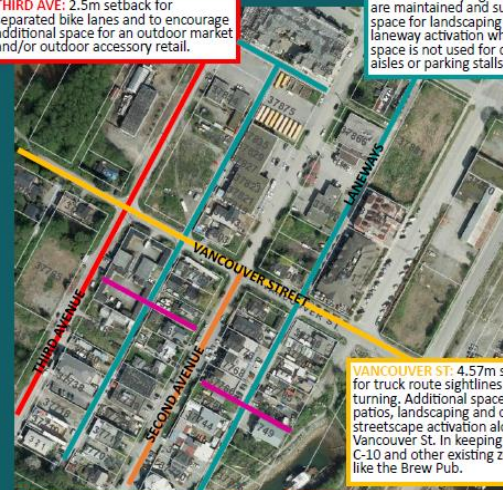 THIRD AVE: 2.5m setback for
separated bike lanes and to encourage
additional space for an outdoor market
and/or outdoor accessory retail.
are maintained and su
space for landscaping
laneway activation wh
space is not used for d
aisles or parking stalls
37875
LANEWAYS
VANCOUVER STREET
THIRD AVENUE
SECOND AVENUE
VANCOUVER ST: 4.57m s
for truck route sightlines
turning. Additional space
patios, landscaping and o
streetscape activation alo
Vancouver St. In keeping
C-10 and other existing z
like the Brew Pub.